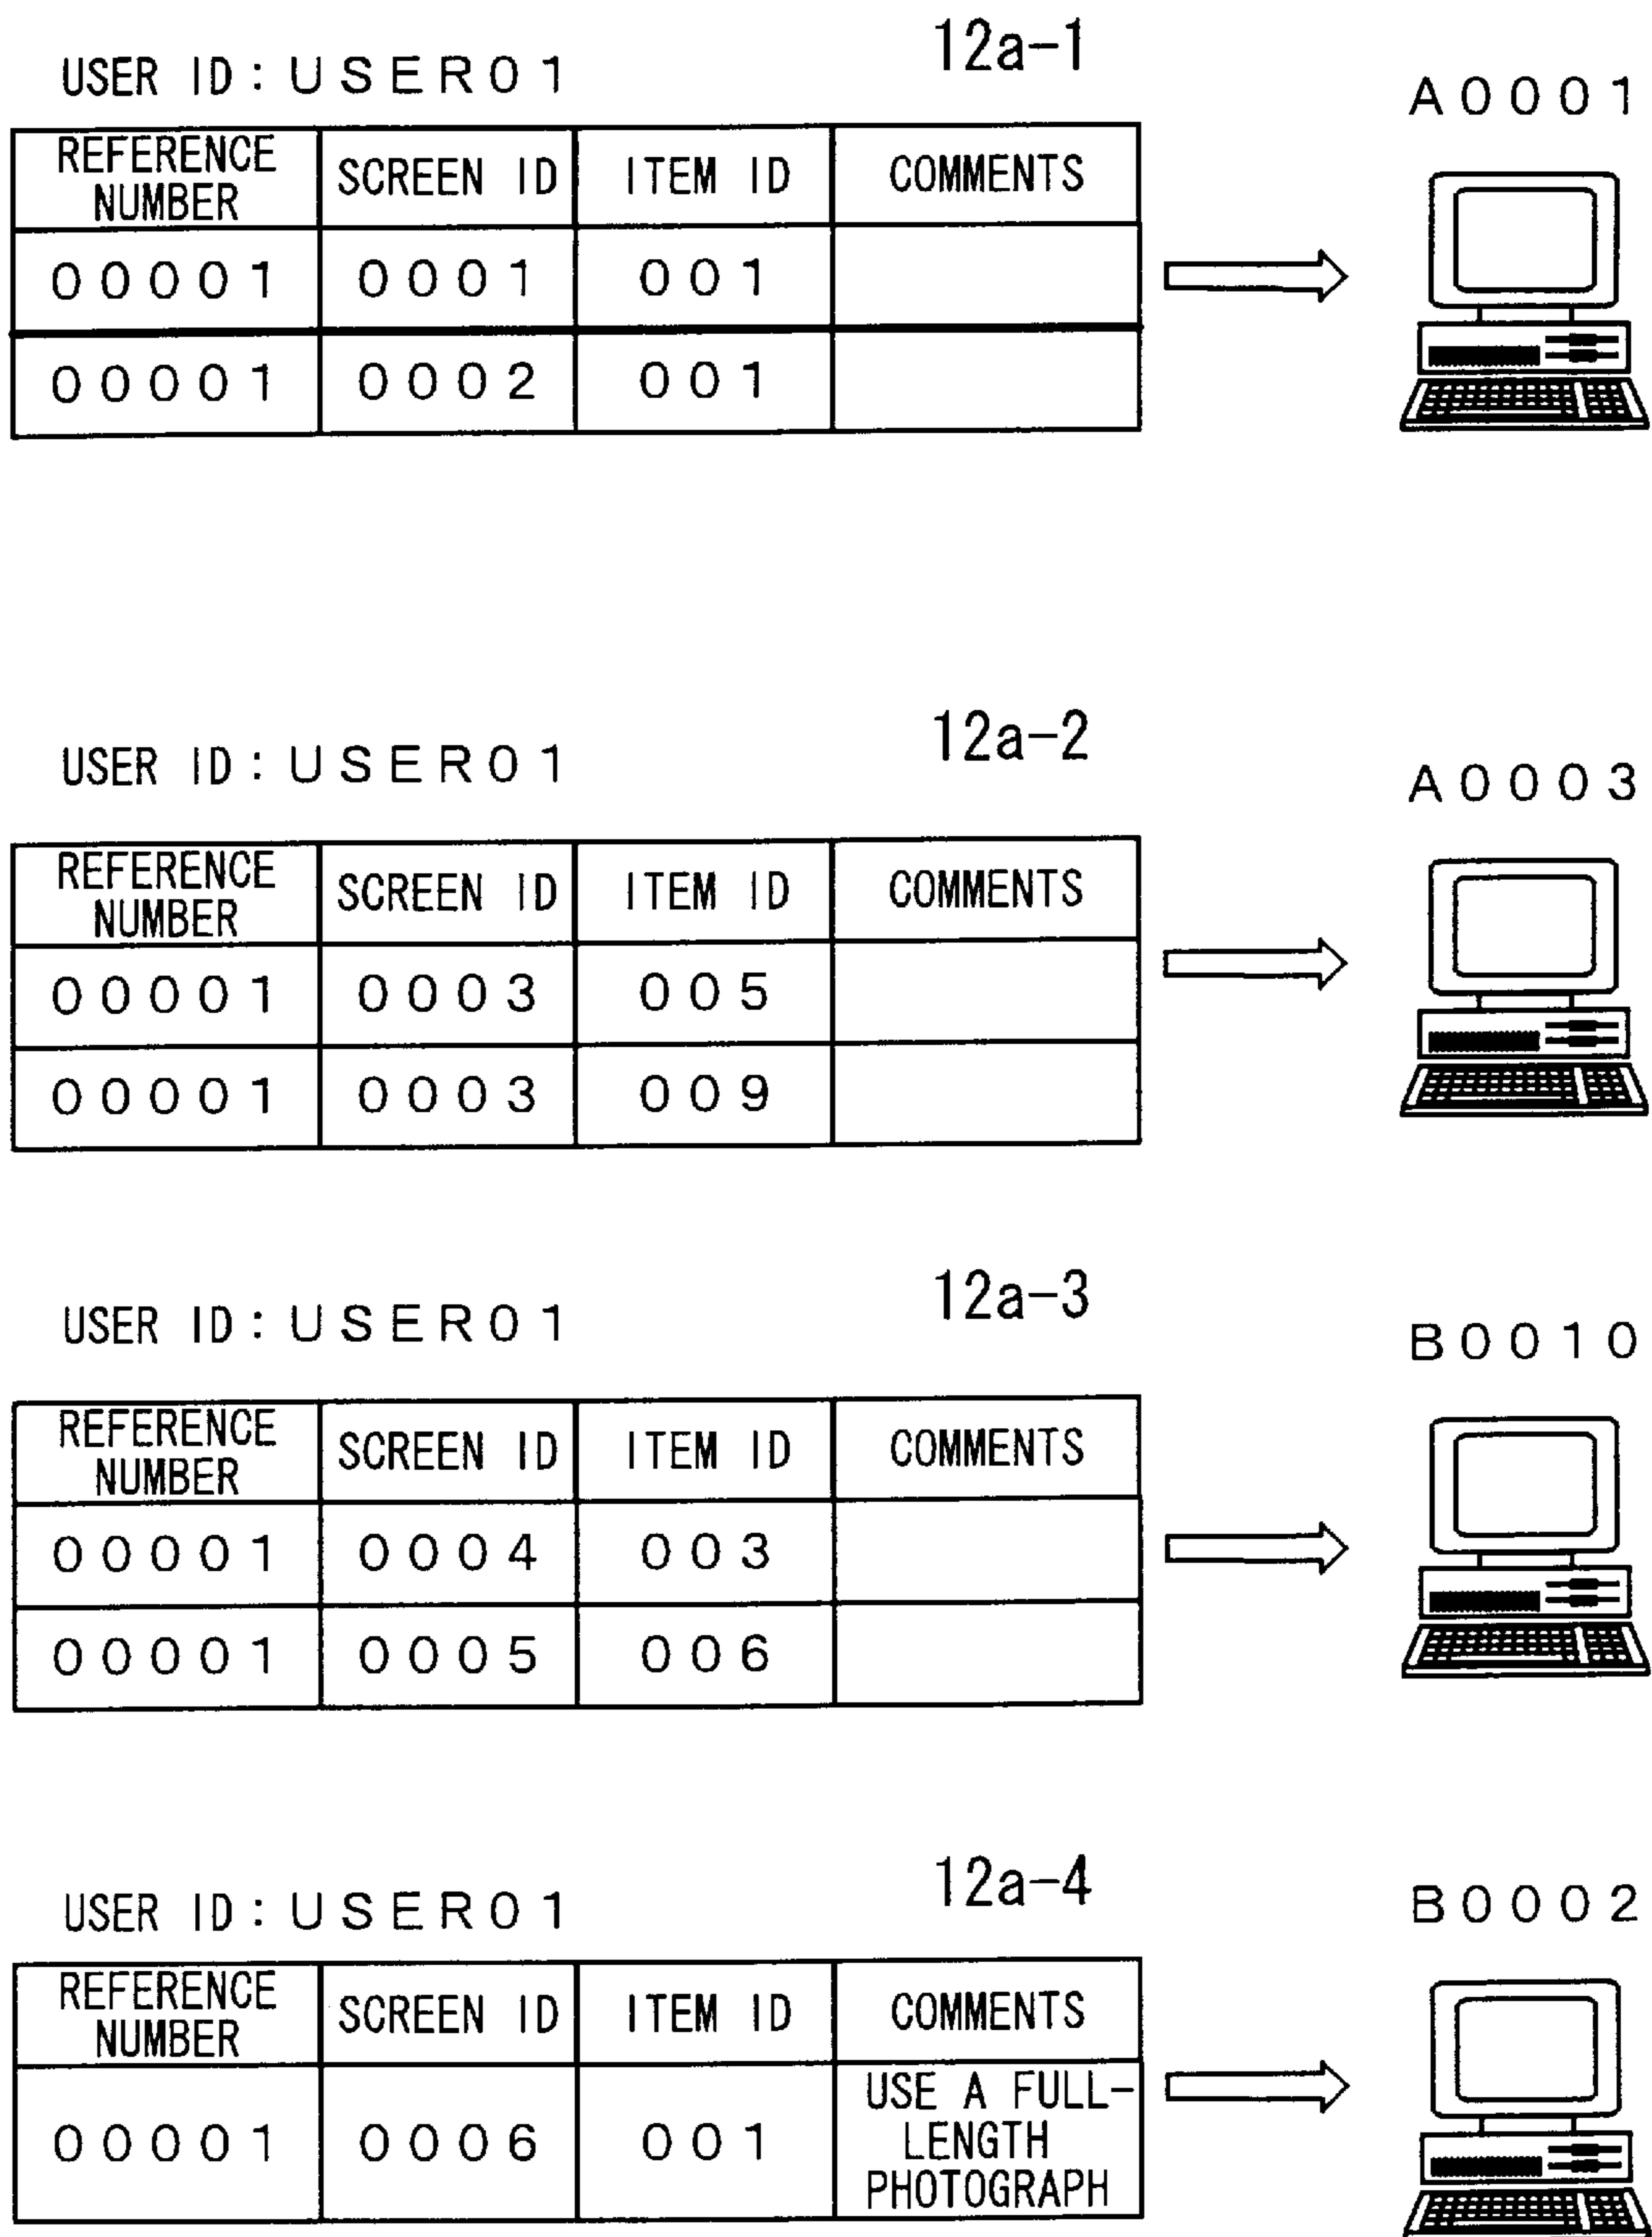 12a-1
USER ID: USER01
A0001
REFERENCE NUMBER SCREEN ID ITEM ID COMMENTS
00001 0001 001
00001 0002 001
12a-2
USER ID: USER01
A0003
REFERENCE NUMBER SCREEN ID ITEM ID COMMENTS
00001 0003 005
00001 0003 009
12a-3
USER ID: USER01
B0010
REFERENCE NUMBER SCREEN ID ITEM ID COMMENTS
00001 0004 003
00001 0005 006
12a-4
USER ID: USER01
B0002
REFERENCE NUMBER SCREEN ID ITEM ID COMMENTS
00001 0006 001 USE A FULL-
LENGTH
PHOTOGRAPH